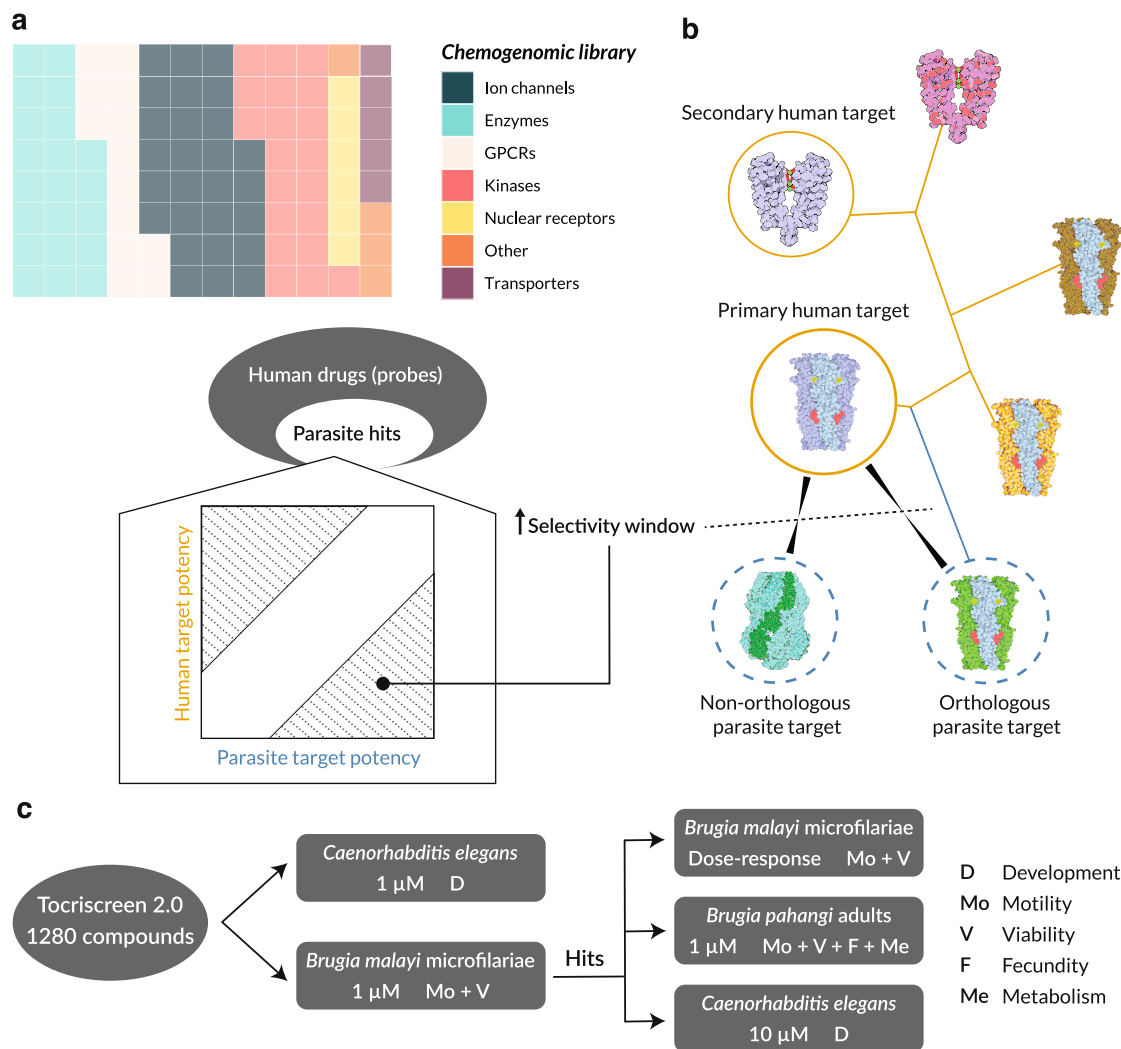 a
Chemogenomic library
Ion channels
Enzymes
GPCRs
Kinases
Nuclear receptors
Other
Transporters
Human drugs (probes)
Parasite hits
Human target potency
Parasite target potency
Selectivity window
b
Secondary human target
Primary human target
Non-orthologous
parasite target
Orthologous
parasite target
c
Tocriscreen 2.0
1280 compounds
Caenorhabditis elegans
1 μM D
Brugia malayi microfilariae
1 μM Mo + V
Hits
Brugia malayi microfilariae
Dose-response Mo + V
Brugia pahangi adults
1 μM Mo + V + F + Me
Caenorhabditis elegans
10 μM D
D Development
Mo Motility
V Viability
F Fecundity
Me Metabolism